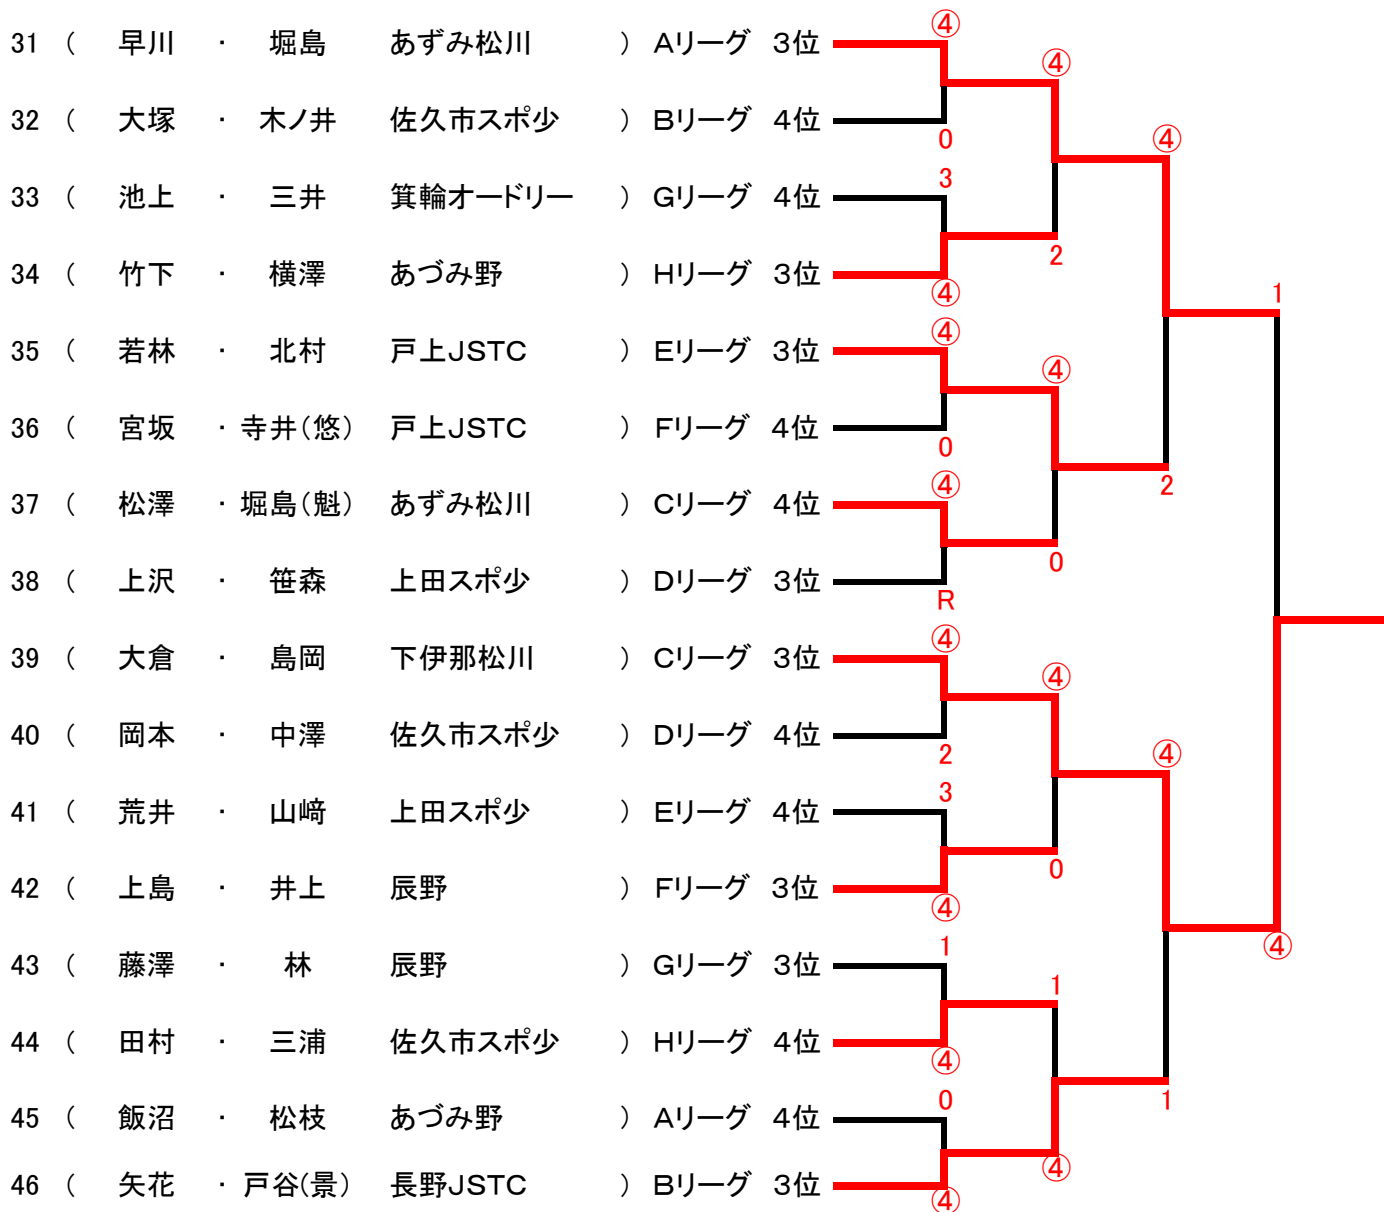 ④
31 ( 早川 ・ 堀島 あずみ松川 ) Aリーグ 3位
④
32 ( 大塚 ・ 木ノ井 佐久市スポ少 ) Bリーグ 4位
0
④
3
33 ( 池上 ・ 三井 箕輪オードリー ) Gリーグ 4位
2
34 ( 竹下 ・ 横澤 あづみ野 ) Hリーグ 3位
④
1
④
35 ( 若林 ・ 北村 戸上JSTC ) Eリーグ 3位
④
36 ( 宮坂 ・ 寺井(悠) 戸上JSTC ) Fリーグ 4位
0
④
2
37 ( 松澤 ・ 堀島(魁) あずみ松川 ) Cリーグ 4位
0
38 ( 上沢 ・ 笹森 上田スポ少 ) Dリーグ 3位
R
④
39 ( 大倉 ・ 島岡 下伊那松川 ) Cリーグ 3位
④
40 ( 岡本 ・ 中澤 佐久市スポ少 ) Dリーグ 4位
2
④
3
41 ( 荒井 ・ 山﨑 上田スポ少 ) Eリーグ 4位
0
42 ( 上島 ・ 井上 辰野 ) Fリーグ 3位
④
1
④
43 ( 藤澤 ・ 林 辰野 ) Gリーグ 3位
1
44 ( 田村 ・ 三浦 佐久市スポ少 ) Hリーグ 4位
④
0
1
45 ( 飯沼 ・ 松枝 あづみ野 ) Aリーグ 4位
④
46 ( 矢花 ・ 戸谷(景) 長野JSTC ) Bリーグ 3位
④